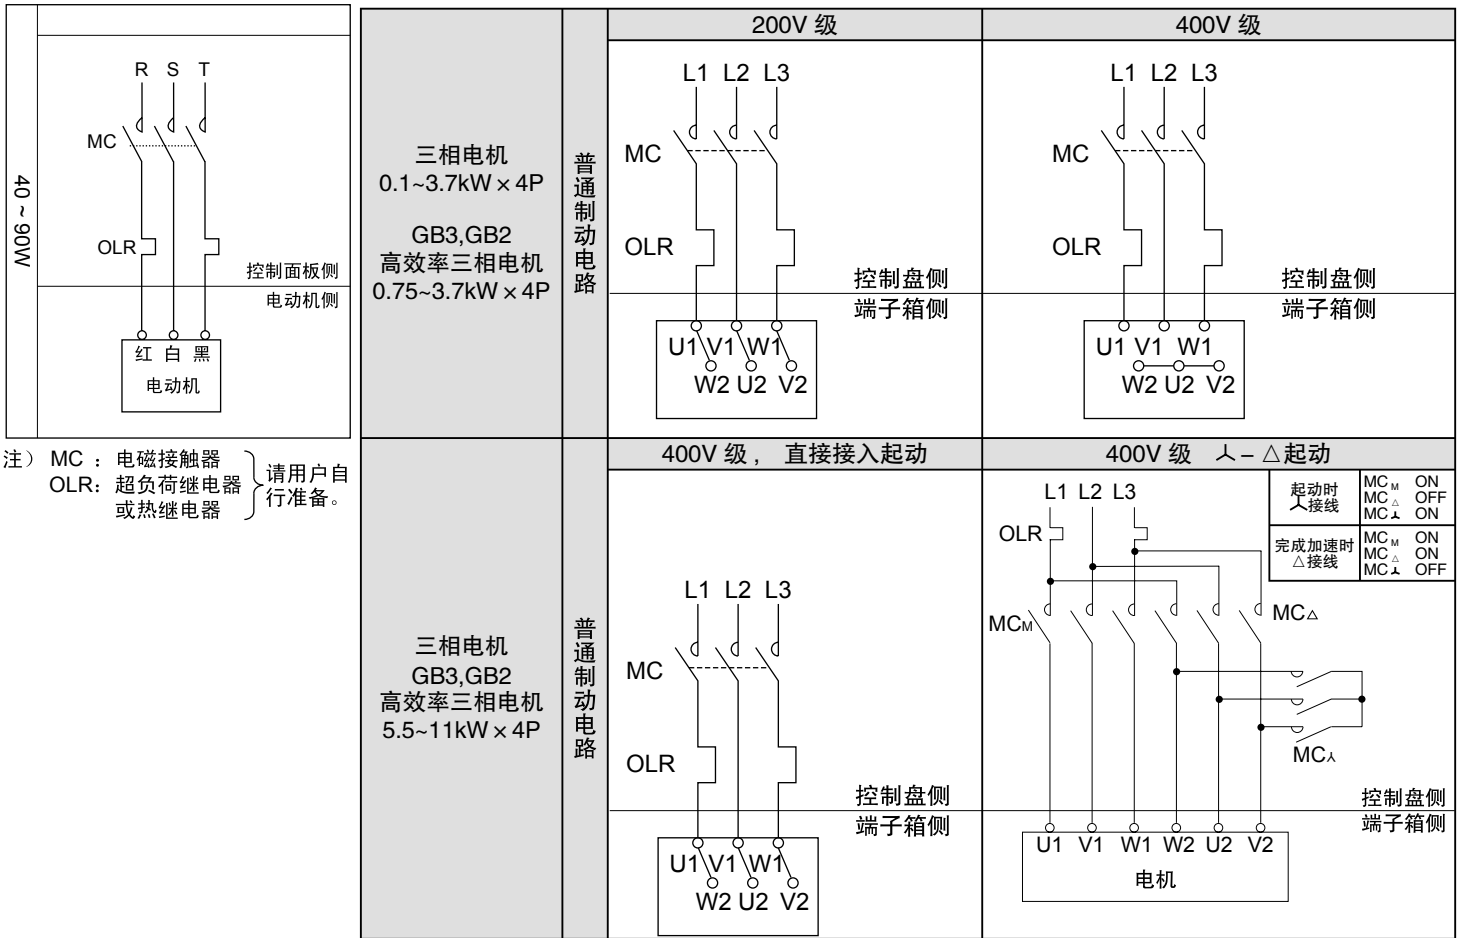 40 ~ 90W
R S T
MC
OLR
控制面板侧
电动机侧
红 白 黑
电动机
注） MC ：电磁接触器
OLR：超负荷继电器
或热继电器
请用户自
行准备。
200V 级
400V 级
三相电机
0.1~3.7kW × 4P
GB3,GB2
高效率三相电机
0.75~3.7kW × 4P
普通制动电路
L1 L2 L3
MC
OLR
控制盘侧
端子箱侧
U1 V1 W1
W2 U2 V2
L1 L2 L3
MC
OLR
控制盘侧
端子箱侧
U1 V1 W1
W2 U2 V2
400V 级， 直接接入起动
400V 级 人 – △起动
三相电机
GB3,GB2
高效率三相电机
5.5~11kW × 4P
普通制动电路
L1 L2 L3
MC
OLR
控制盘侧
端子箱侧
U1 V1 W1
W2 U2 V2
L1 L2 L3
OLR
起动时
人接线
MCM ON
MC△ OFF
MC人 ON
完成加速时
△接线
MCM ON
MC△ ON
MC人 OFF
MCM
MC△
MC人
控制盘侧
端子箱侧
U1 V1 W1 W2 U2 V2
电机